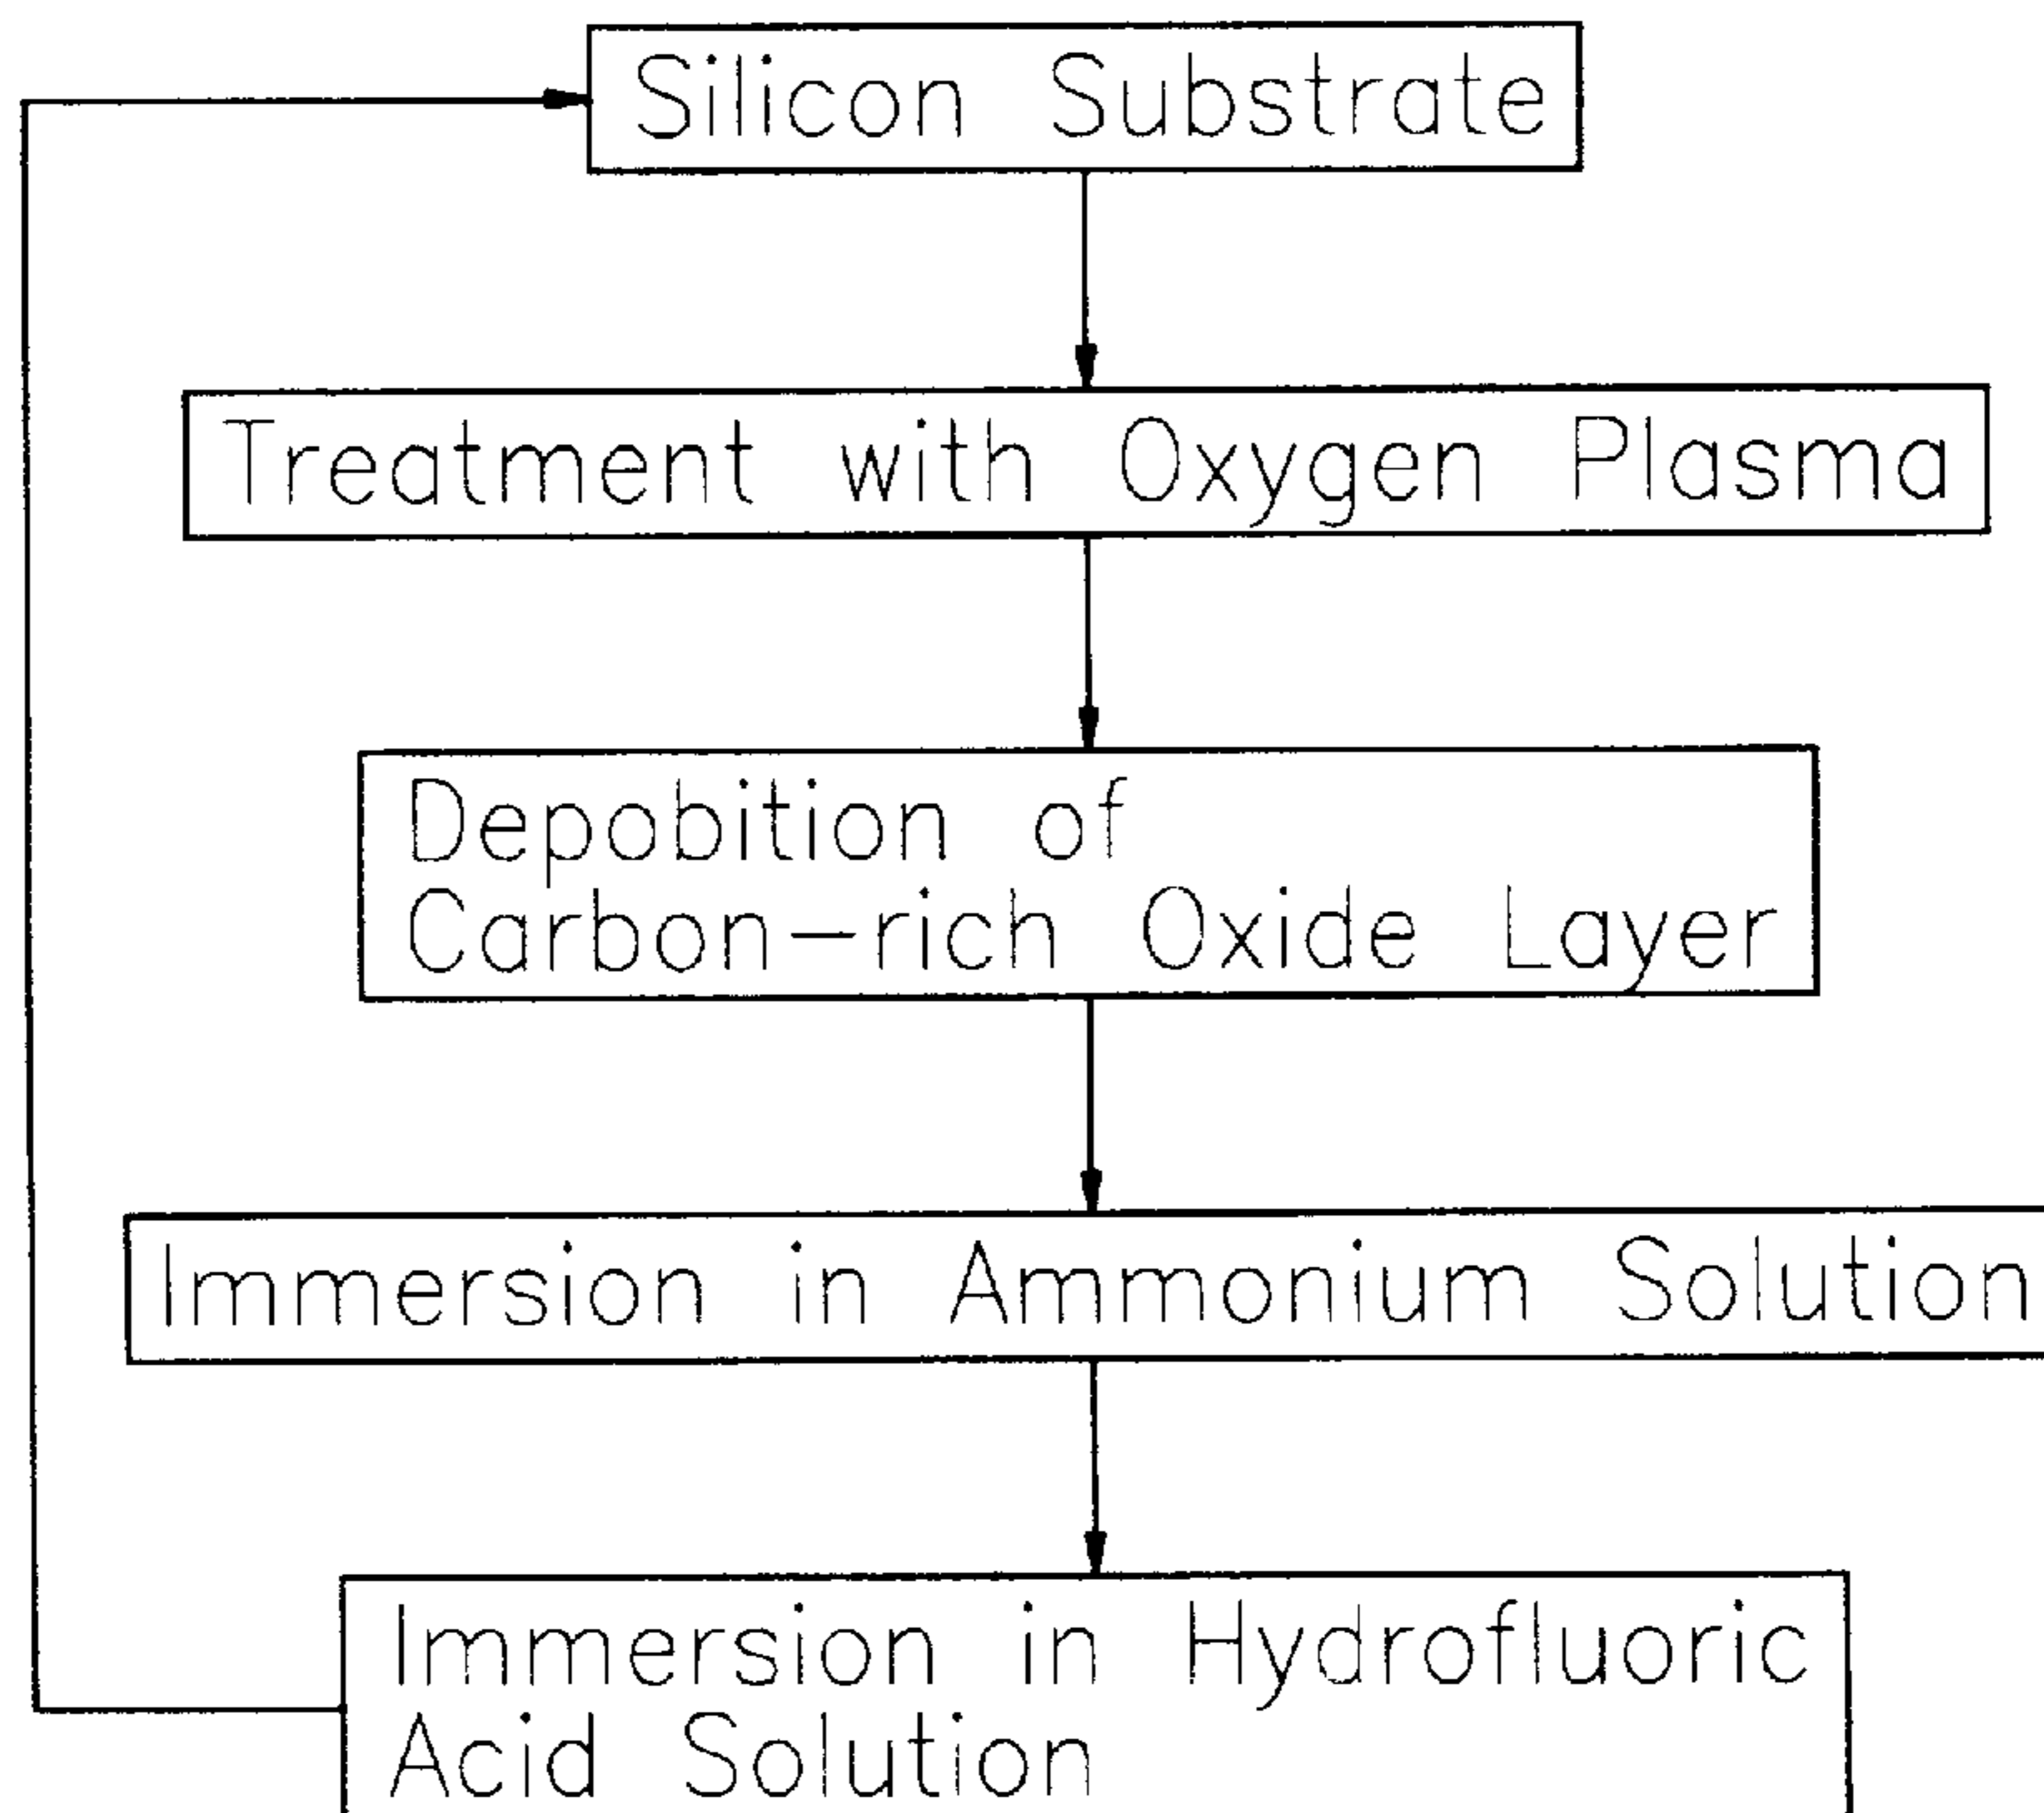 Silicon Substrate
Treatment with Oxygen Plasma
Depobition of
Carbon-rich Oxide Layer
Immersion in Ammonium Solution
Immersion in Hydrofluoric
Acid Solution